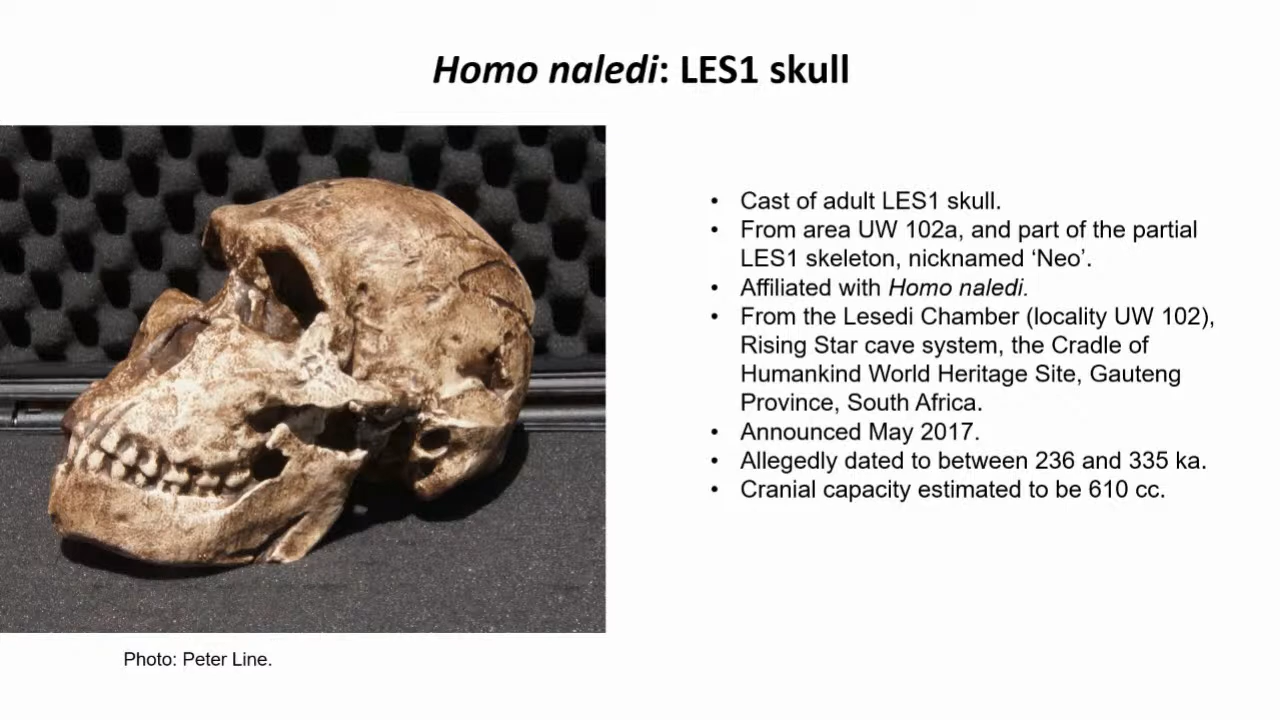 Homo naledi: LES1 skull
• Cast of adult LES1 skull.
• From area UW 102a, and part of the partial
LES1 skeleton, nicknamed ‘Neo’.
• Affiliated with Homo naledi.
• From the Lesedi Chamber (locality UW 102),
Rising Star cave system, the Cradle of
Humankind World Heritage Site, Gauteng
Province, South Africa.
• Announced May 2017.
• Allegedly dated to between 236 and 335 ka.
• Cranial capacity estimated to be 610 cc.
Photo: Peter Line.